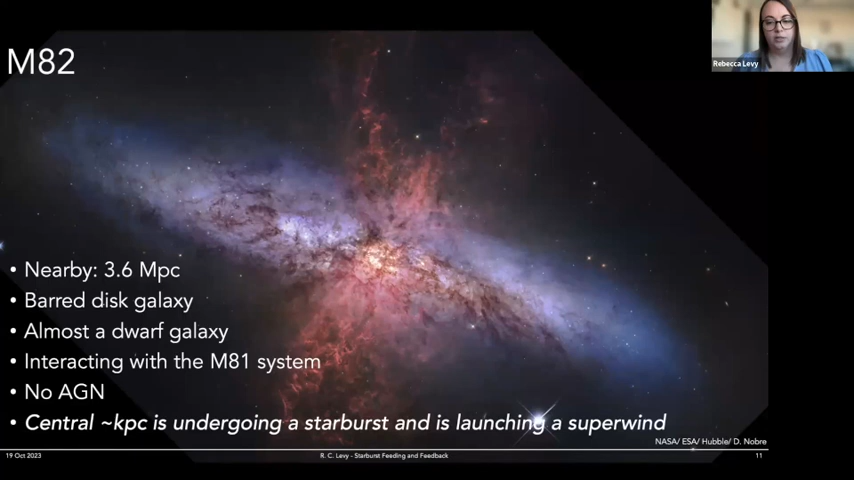 M82
Rebecca Levy
• Nearby: 3.6 Mpc
• Barred disk galaxy
• Almost a dwarf galaxy
• Interacting with the M81 system
• No AGN
• Central ~kpc is undergoing a starburst and is launching a superwind
NASA/ ESA/ Hubble/ D. Nobre
19 Oct 2023
R. C. Levy - Starburst Feeding and Feedback
11